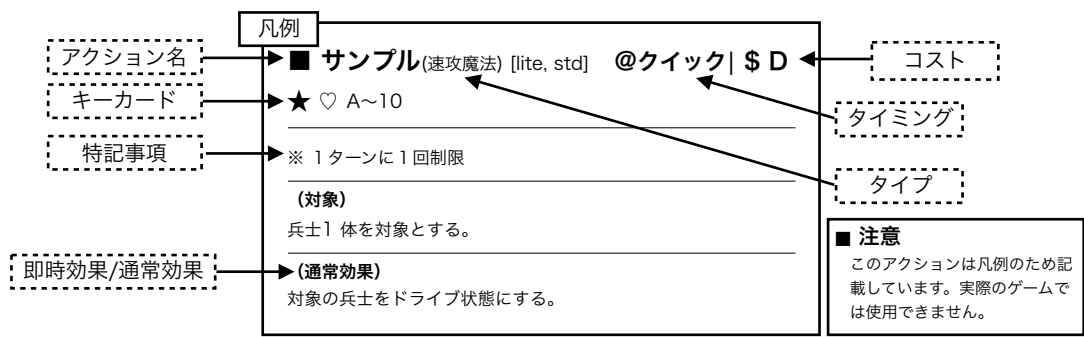 凡例
アクション名
■ サンプル(速攻魔法) [lite, std] @クイック| $ D
コスト
キーカード
★ ♡ A~10
タイミング
特記事項
※ 1ターンに1回制限
タイプ
(対象)
兵士1 体を対象とする。
即時効果/通常効果
(通常効果)
対象の兵士をドライブ状態にする。
■ 注意
このアクションは凡例のため記
載しています。実際のゲームで
は使用できません。